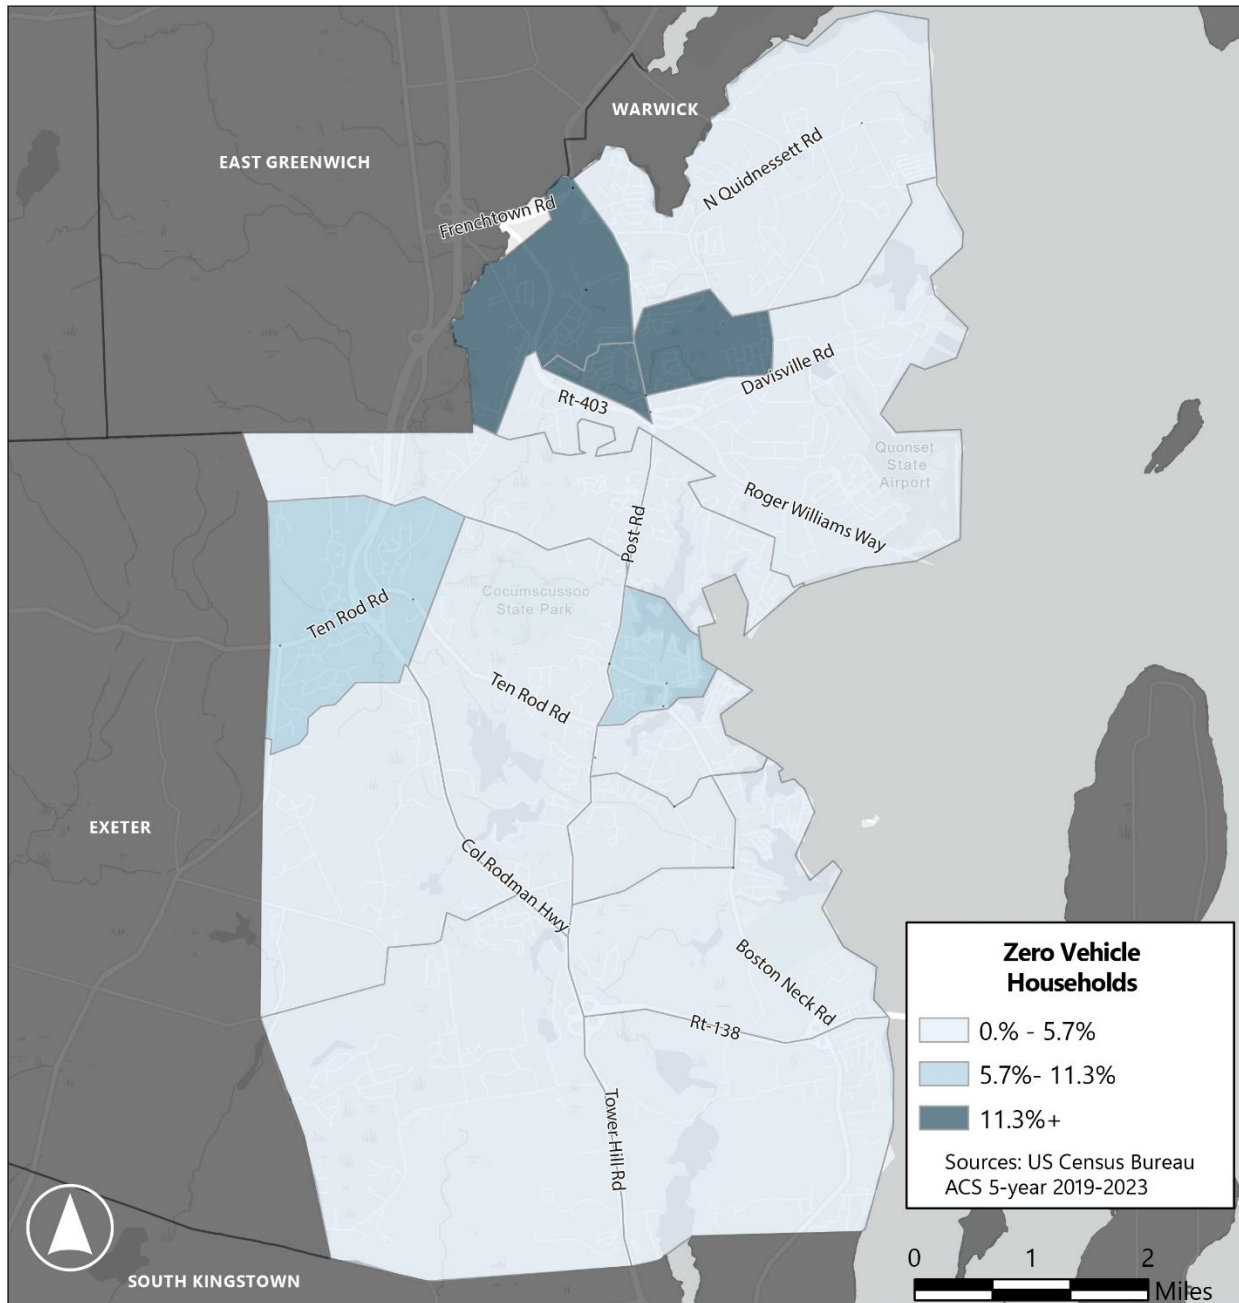 WARWICK
EAST GREENWICH
N Quidnessett Rd
Frenchtown Rd
Davisville Rd
Rt-403
Quonset
State
Airport
Roger Williams Way
Post Rd
Cocumscussoc
State Park
Ten Rod Rd
Ten Rod Rd
EXETER
Col Rodman Hwy
Boston Neck Rd
Rt-138
Tower Hill Rd
SOUTH KINGSTOWN
Zero Vehicle
Households
0.% - 5.7%
5.7%- 11.3%
11.3%+
Sources: US Census Bureau
ACS 5-year 2019-2023
0 1 2
Miles